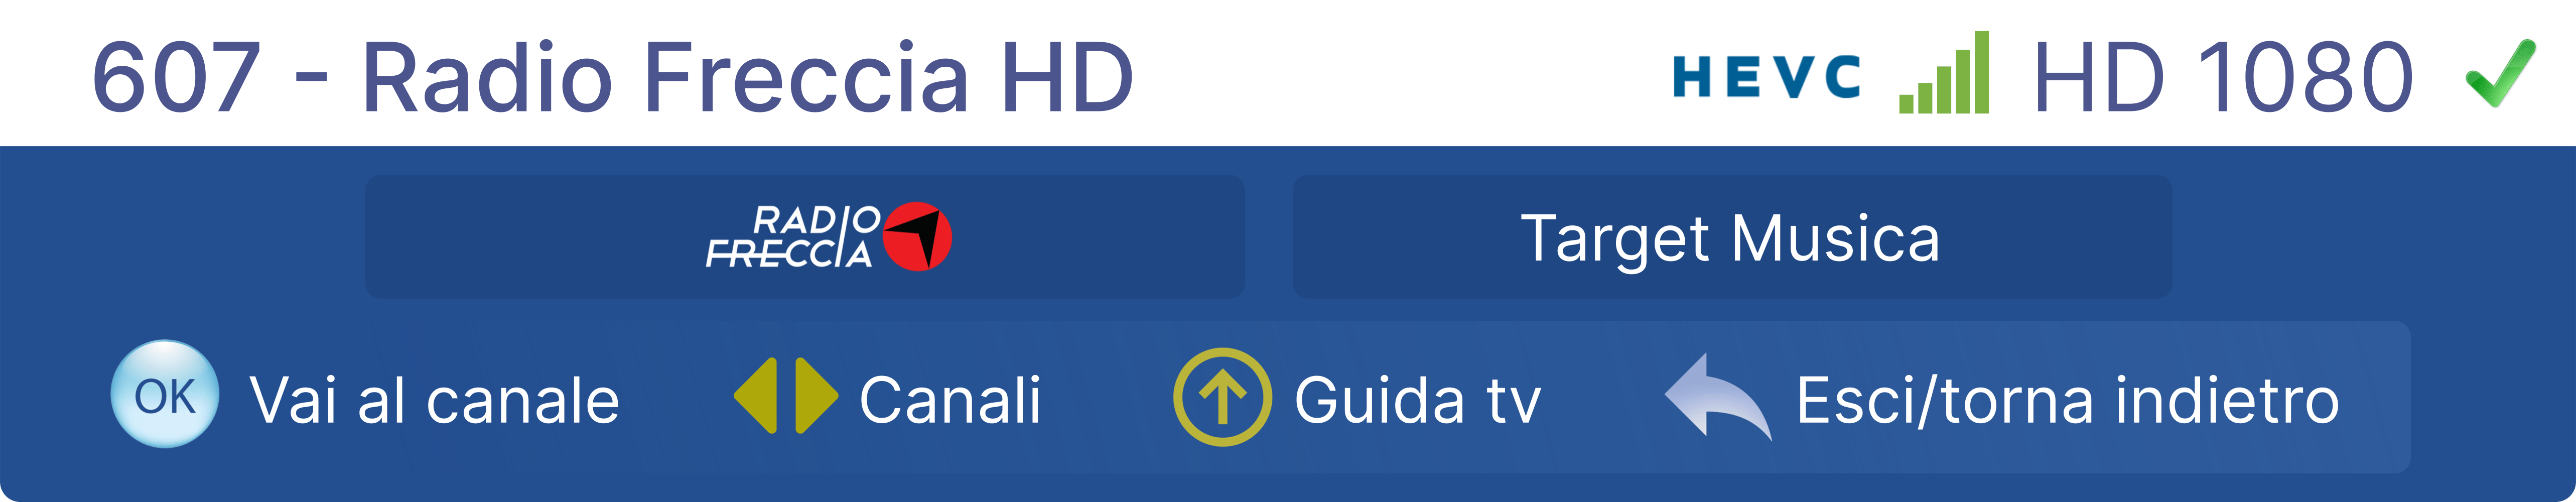 607 - Radio Freccia HD HEVC HD 1080
RADIO
FRECCIA
Target Musica
OK Vai al canale Canali Guida tv Esci/torna indietro